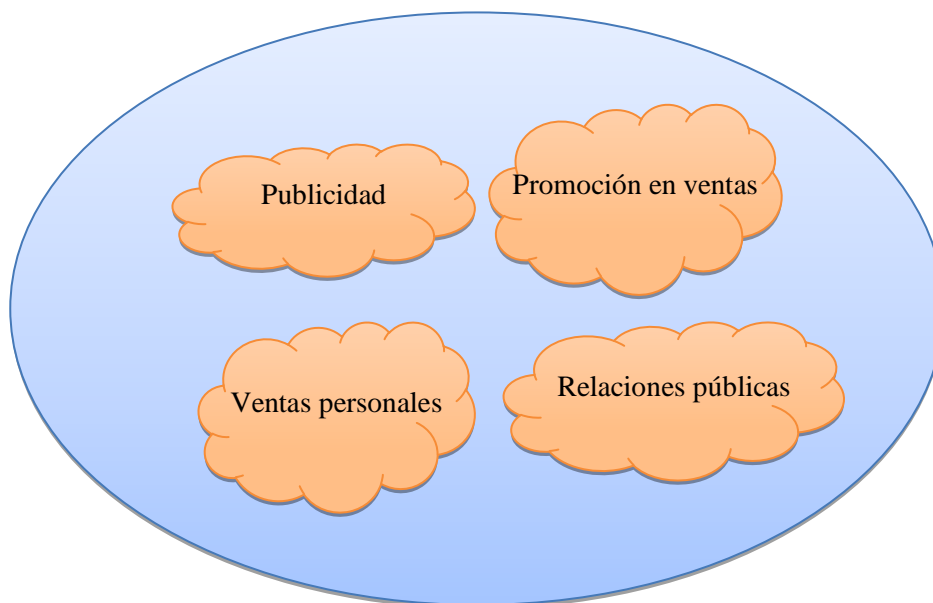 Publicidad
Promoción en ventas
Ventas personales
Relaciones públicas